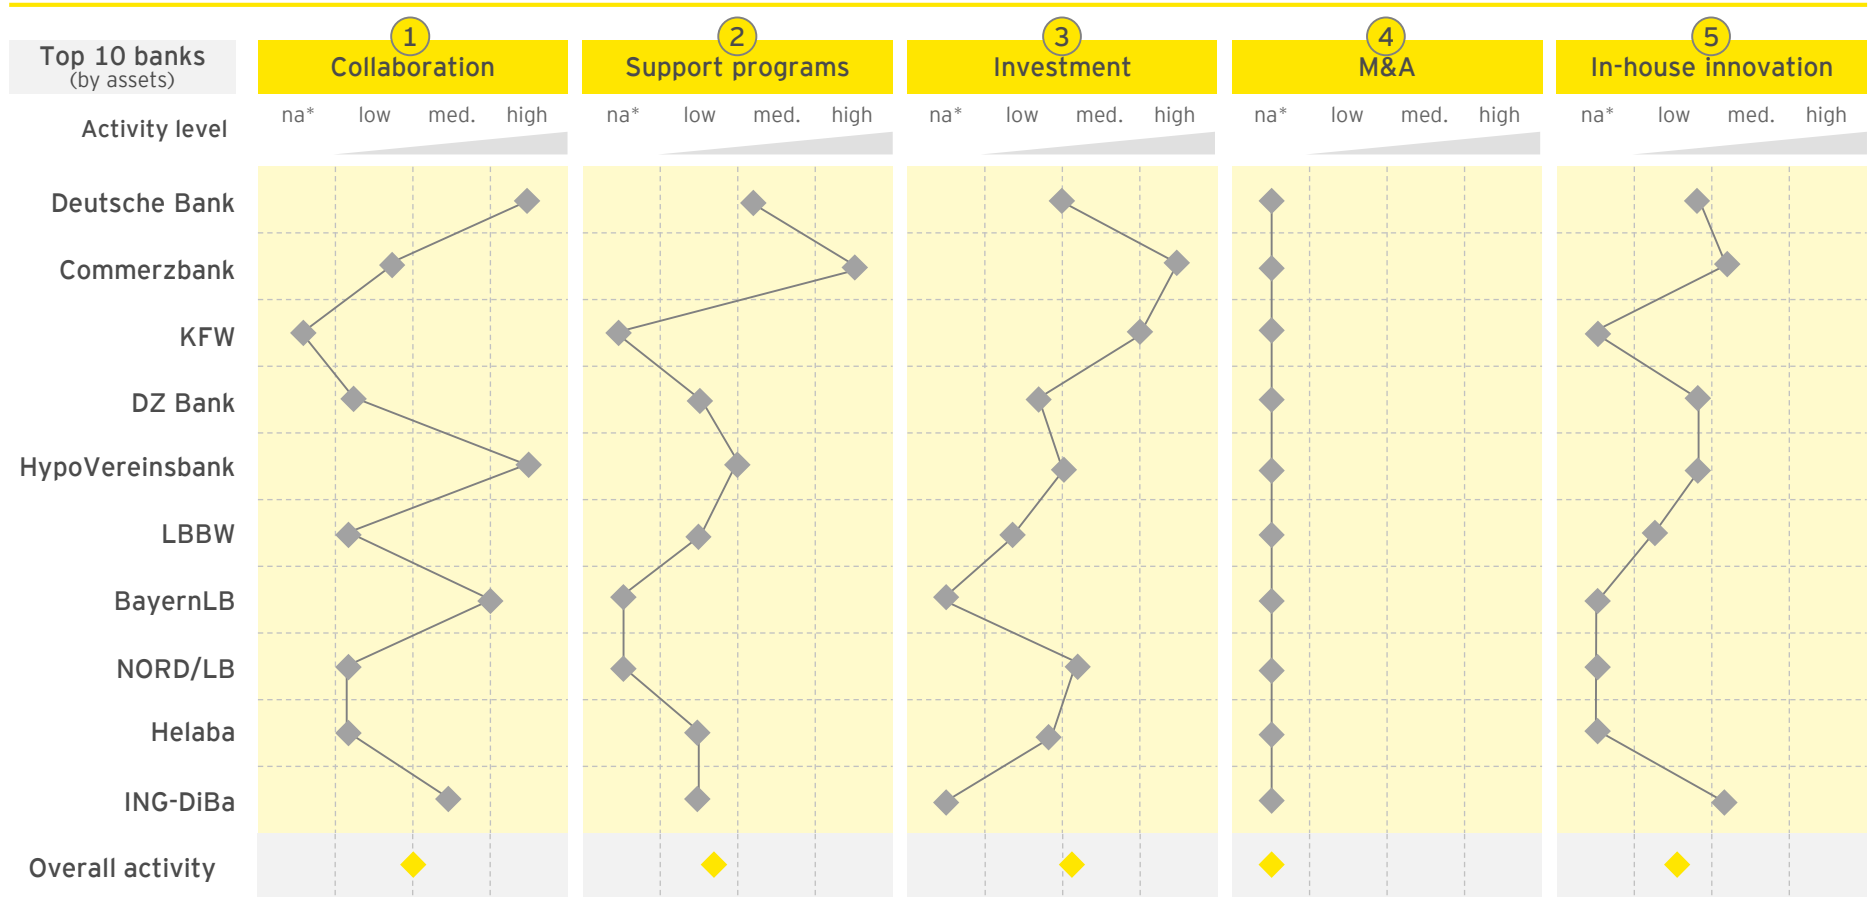 1
2
3
4
5
Top 10 banks
(by assets)
Collaboration
Support programs
Investment
M&A
In-house innovation
Activity level
na* low med. high
na* low med. high
na* low med. high
na* low med. high
na* low med. high
Deutsche Bank
Commerzbank
KFW
DZ Bank
HypoVereinsbank
LBBW
BayernLB
NORD/LB
Helaba
ING-DiBa
Overall activity